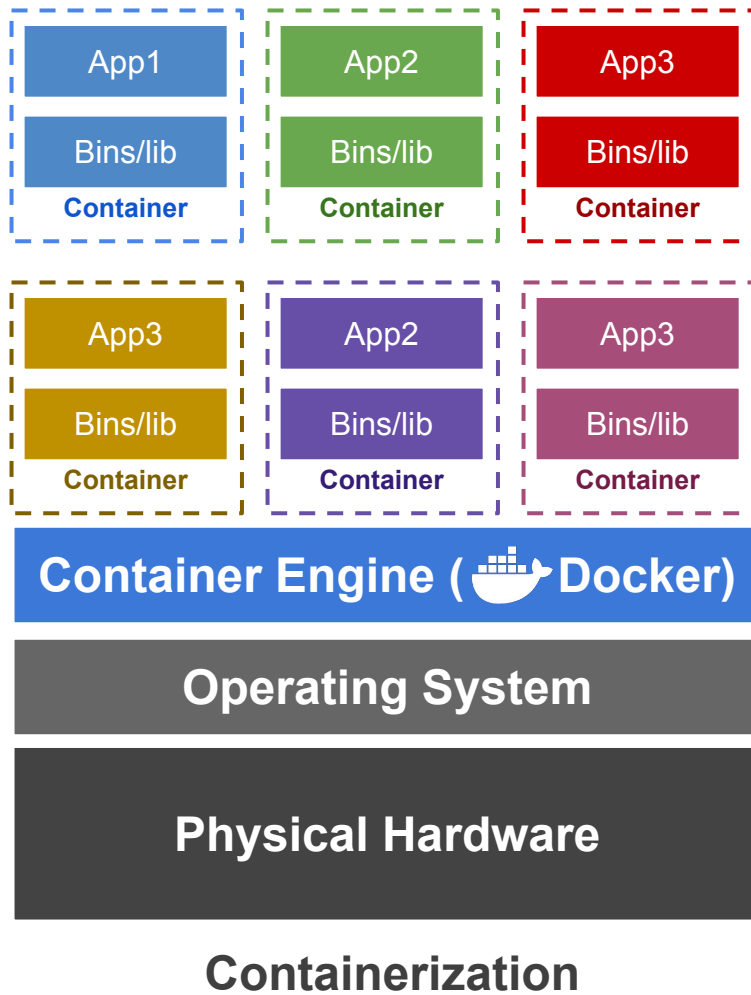 App1 App2 App3
Bins/lib Bins/lib Bins/lib
Container Container Container
App3 App2 App3
Bins/lib Bins/lib Bins/lib
Container Container Container
Container Engine ( Docker)
Operating System
Physical Hardware
Containerization